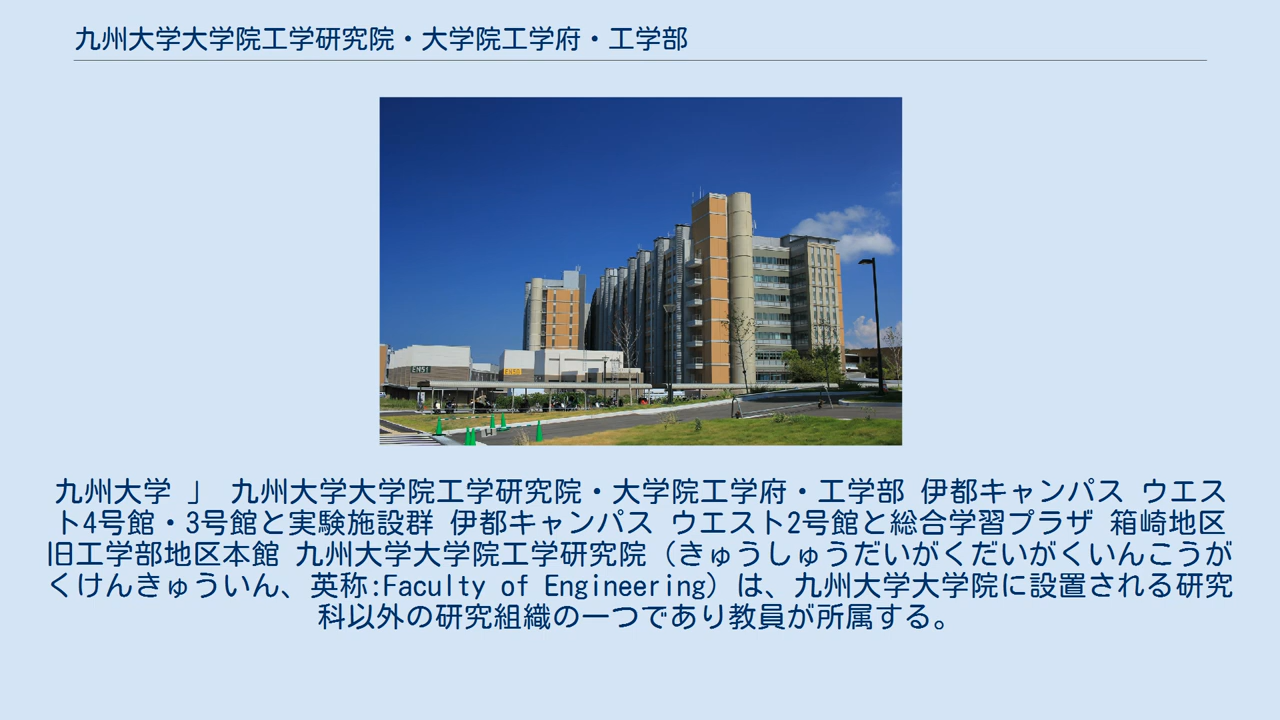 九州大学大学院工学研究院・大学院工学府・工学部
九州大学 」 九州大学大学院工学研究院・大学院工学府・工学部 伊都キャンパス ウエス
ト4号館・3号館と実験施設群 伊都キャンパス ウエスト2号館と総合学習プラザ 箱崎地区
旧工学部地区本館 九州大学大学院工学研究院（きゅうしゅうだいがくだいがくいんこうが
くけんきゅういん、英称:Faculty of Engineering）は、九州大学大学院に設置される研究
科以外の研究組織の一つであり教員が所属する。